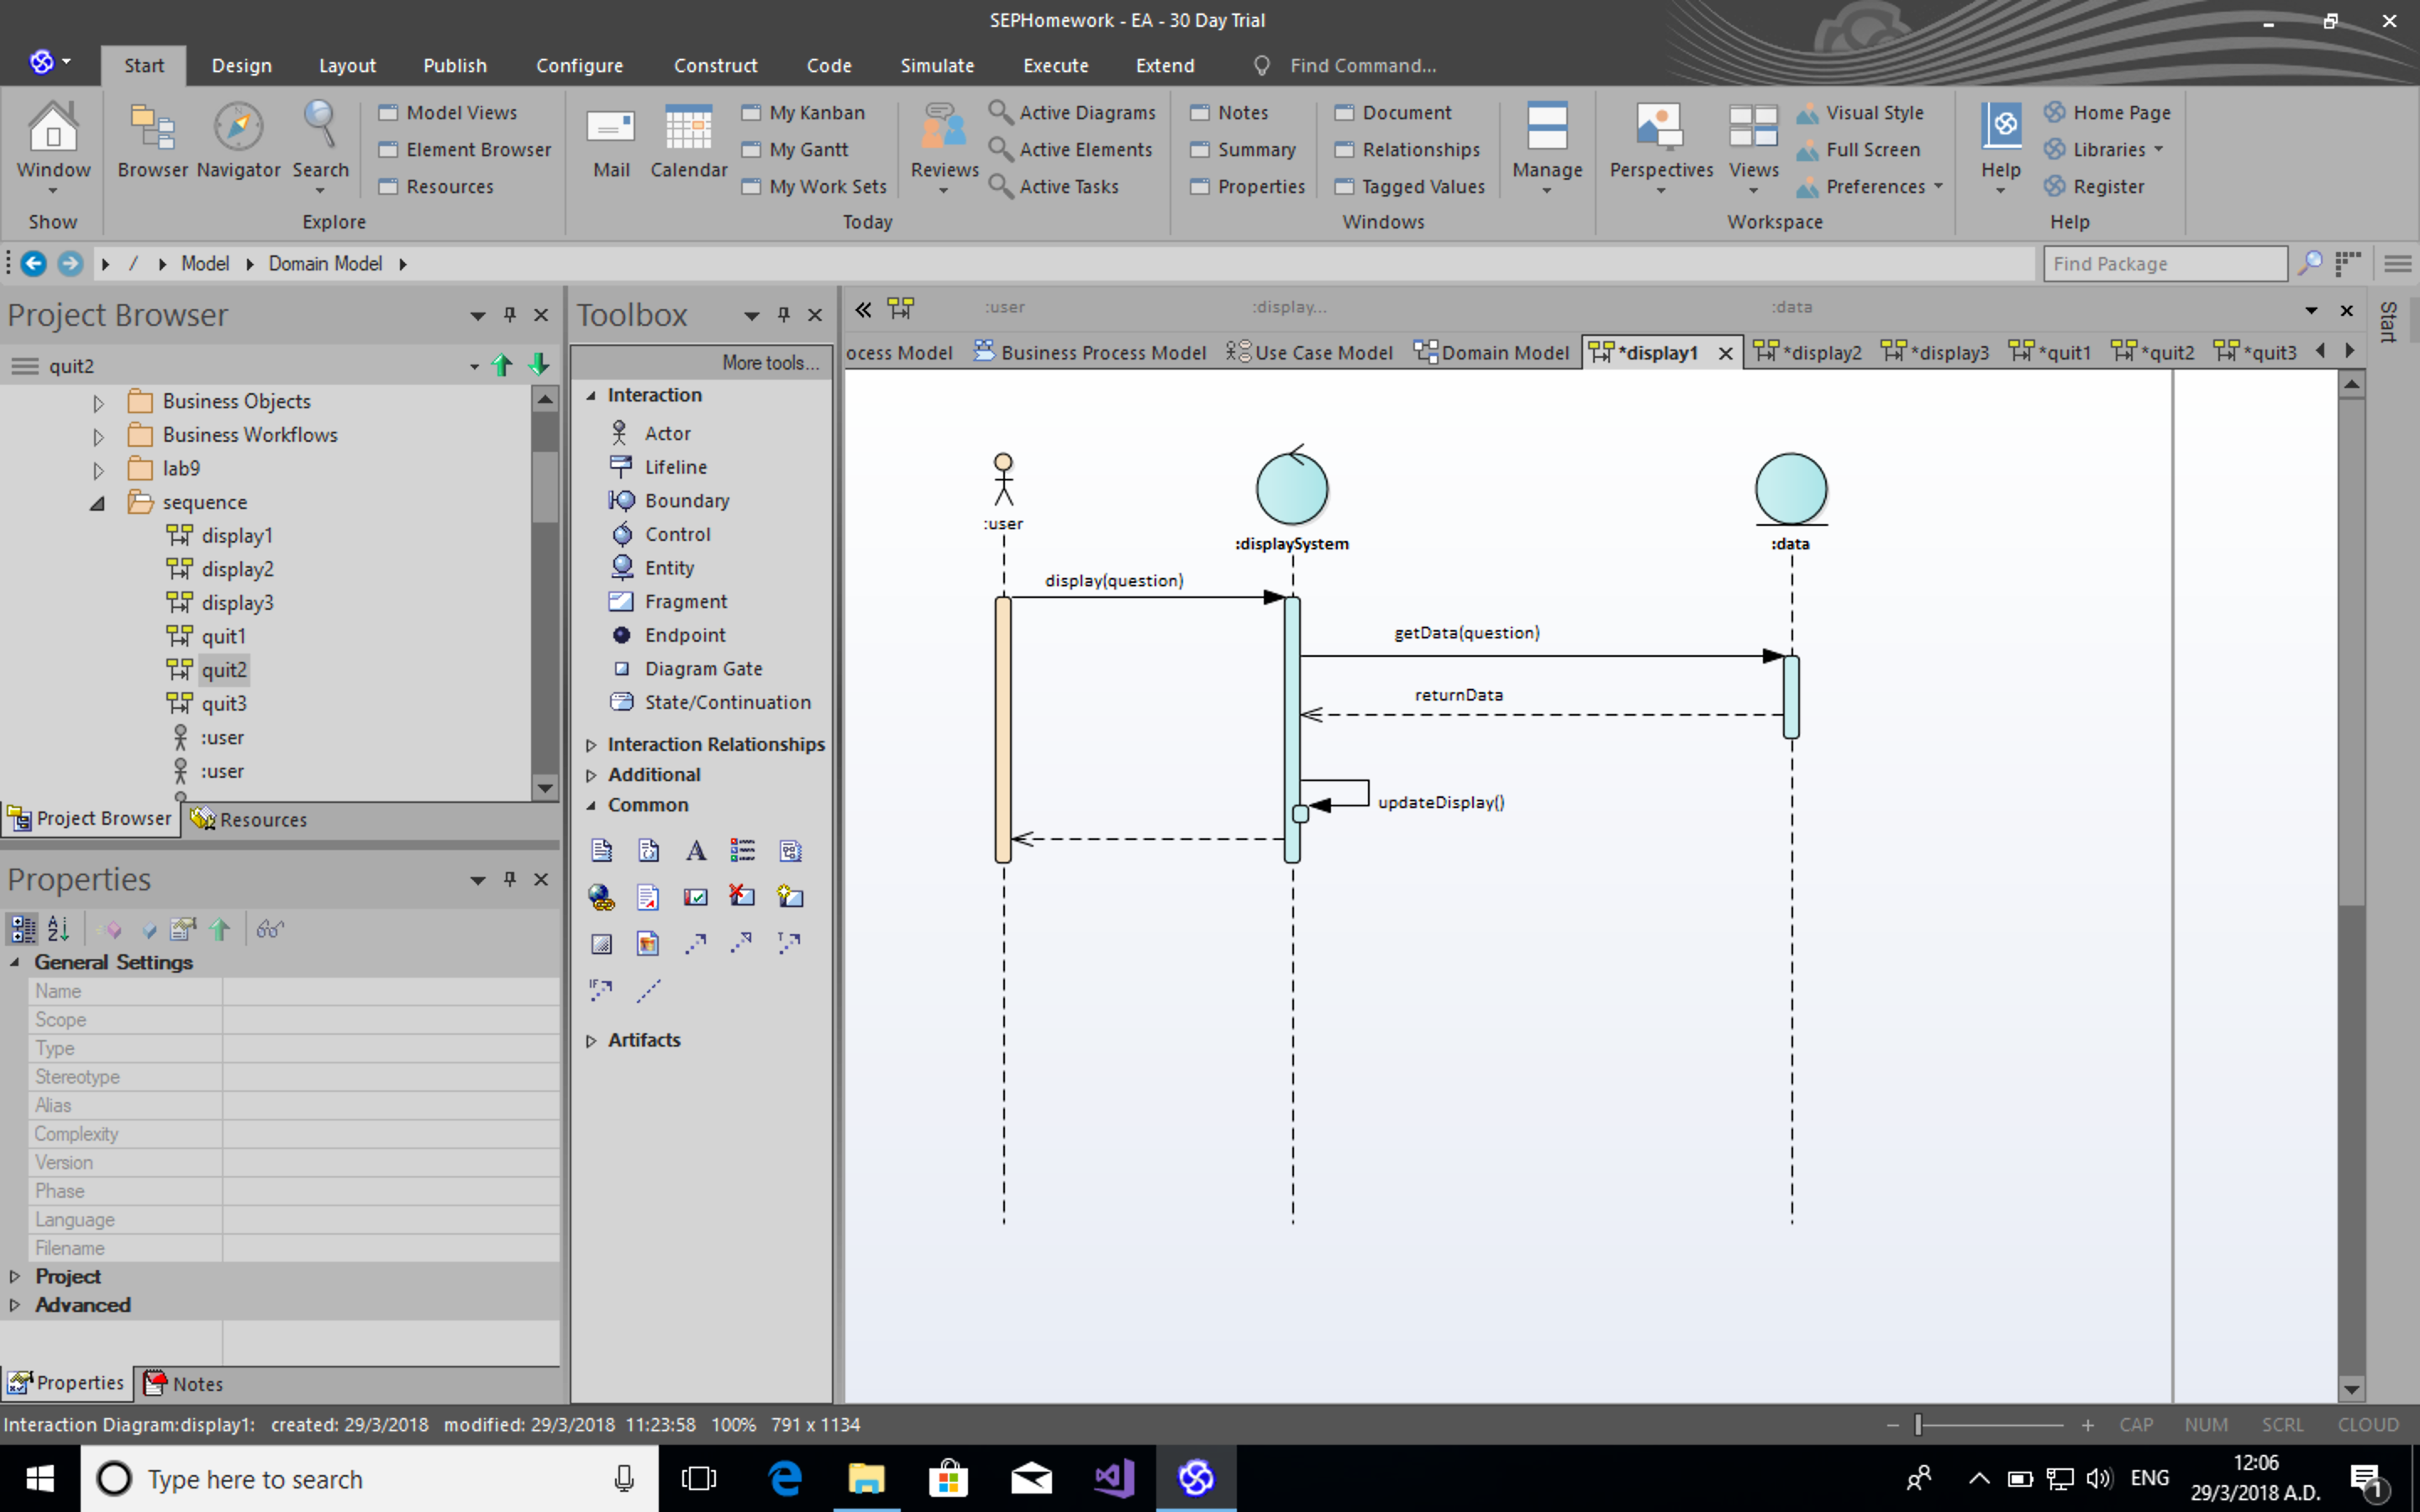 SEPHomework - EA - 30 Day Trial
Start Design Layout Publish Configure Construct Code Simulate Execute Extend Find Command...
Window
Show
Browser Navigator Search
Model Views
Element Browser
Resources
Explore
Mail Calendar
My Kanban
My Gantt
My Work Sets
Reviews
Active Diagrams
Active Elements
Active Tasks
Today
Notes
Summary
Properties
Document
Relationships
Tagged Values
Manage
Windows
Perspectives Views
Visual Style
Full Screen
Preferences
Workspace
Help
Home Page
Libraries
Register
Help
/ Model Domain Model
Find Package
Project Browser
quit2
Business Objects
Business Workflows
lab9
sequence
display1
display2
display3
quit1
quit2
quit3
:user
:user
Project Browser Resources
Properties
General Settings
Name
Scope
Type
Stereotype
Alias
Complexity
Version
Phase
Language
Filename
Project
Advanced
Properties Notes
Toolbox
More tools...
Interaction
Actor
Lifeline
Boundary
Control
Entity
Fragment
Endpoint
Diagram Gate
State/Continuation
Interaction Relationships
Additional
Common
A
IF
Artifacts
:user :display... :data
ocess Model Business Process Model Use Case Model Domain Model *display1 *display2 *display3 *quit1 *quit2 *quit3
Start
:user
:displaySystem
:data
display(question)
getData(question)
returnData
updateDisplay()
Interaction Diagram:display1: created: 29/3/2018 modified: 29/3/2018 11:23:58 100% 791 x 1134
CAP NUM SCRL CLOUD
Type here to search
ENG
12:06
29/3/2018 A.D.
1